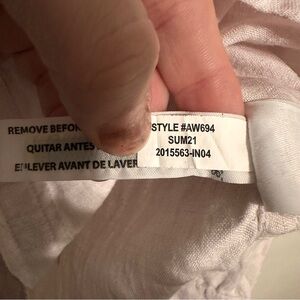 REMOVE BEFOR
QUITAR ANTES
ENLEVER AVANT DE LAVER
STYLE #AW694
SUM21
2015563-IN04